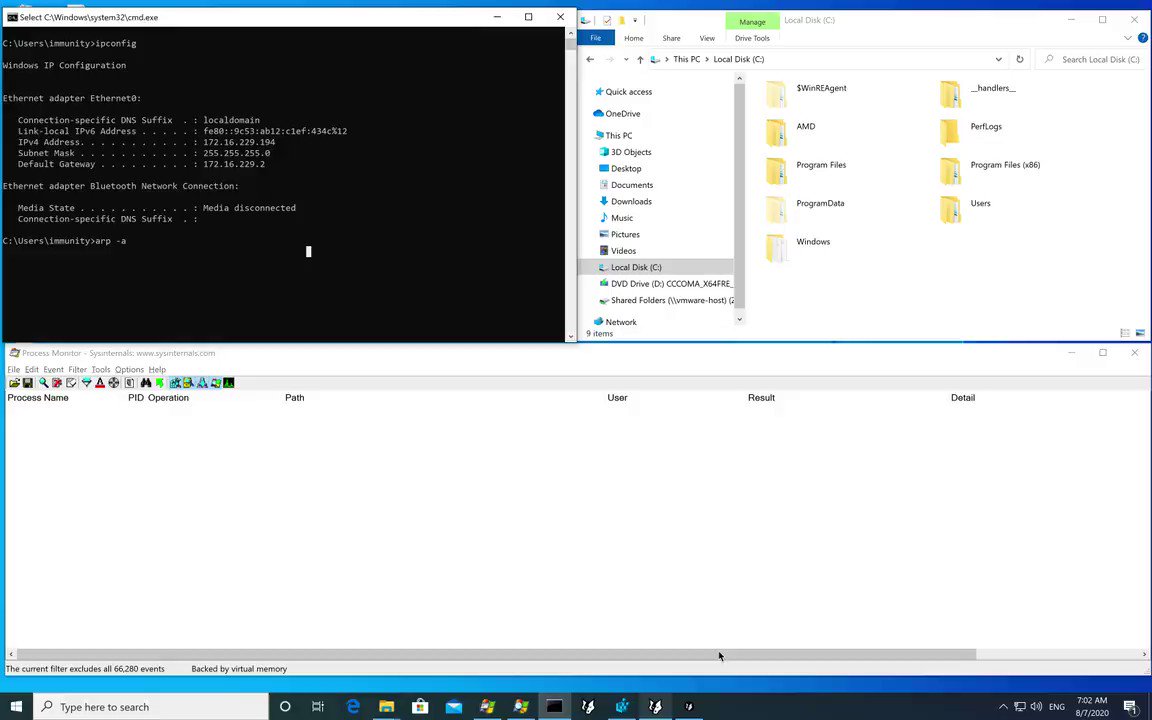 Select C:\Windows\system32\cmd.exe
C:\Users\immunity>ipconfig
Windows IP Configuration
Ethernet adapter Ethernet0:
Connection-specific DNS Suffix  . : localdomain
Link-local IPv6 Address . . . . . : fe80::9c53:ab12:c1ef:434c%12
IPv4 Address. . . . . . . . . . . : 172.16.229.194
Subnet Mask . . . . . . . . . . . : 255.255.255.0
Default Gateway . . . . . . . . . : 172.16.229.2
Ethernet adapter Bluetooth Network Connection:
Media State . . . . . . . . . . . : Media disconnected
Connection-specific DNS Suffix  . :
C:\Users\immunity>arp -a
Manage
Local Disk (C:)
File
Home
Share
View
Drive Tools
This PC
Local Disk (C:)
Search Local Disk (C:)
Quick access
OneDrive
This PC
3D Objects
Desktop
Documents
Downloads
Music
Pictures
Videos
Local Disk (C:)
DVD Drive (D:) CCCOMA_X64FRE_
Shared Folders (\\vmware-host) (Z
Network
$WinREAgent
__handlers__
AMD
PerfLogs
Program Files
Program Files (x86)
ProgramData
Users
Windows
9 items
Process Monitor - Sysinternals: www.sysinternals.com
File Edit Event Filter Tools Options Help
Process Name PID Operation Path User Result Detail
The current filter excludes all 66,280 events
Backed by virtual memory
Type here to search
ENG
7:02 AM
8/7/2020
1